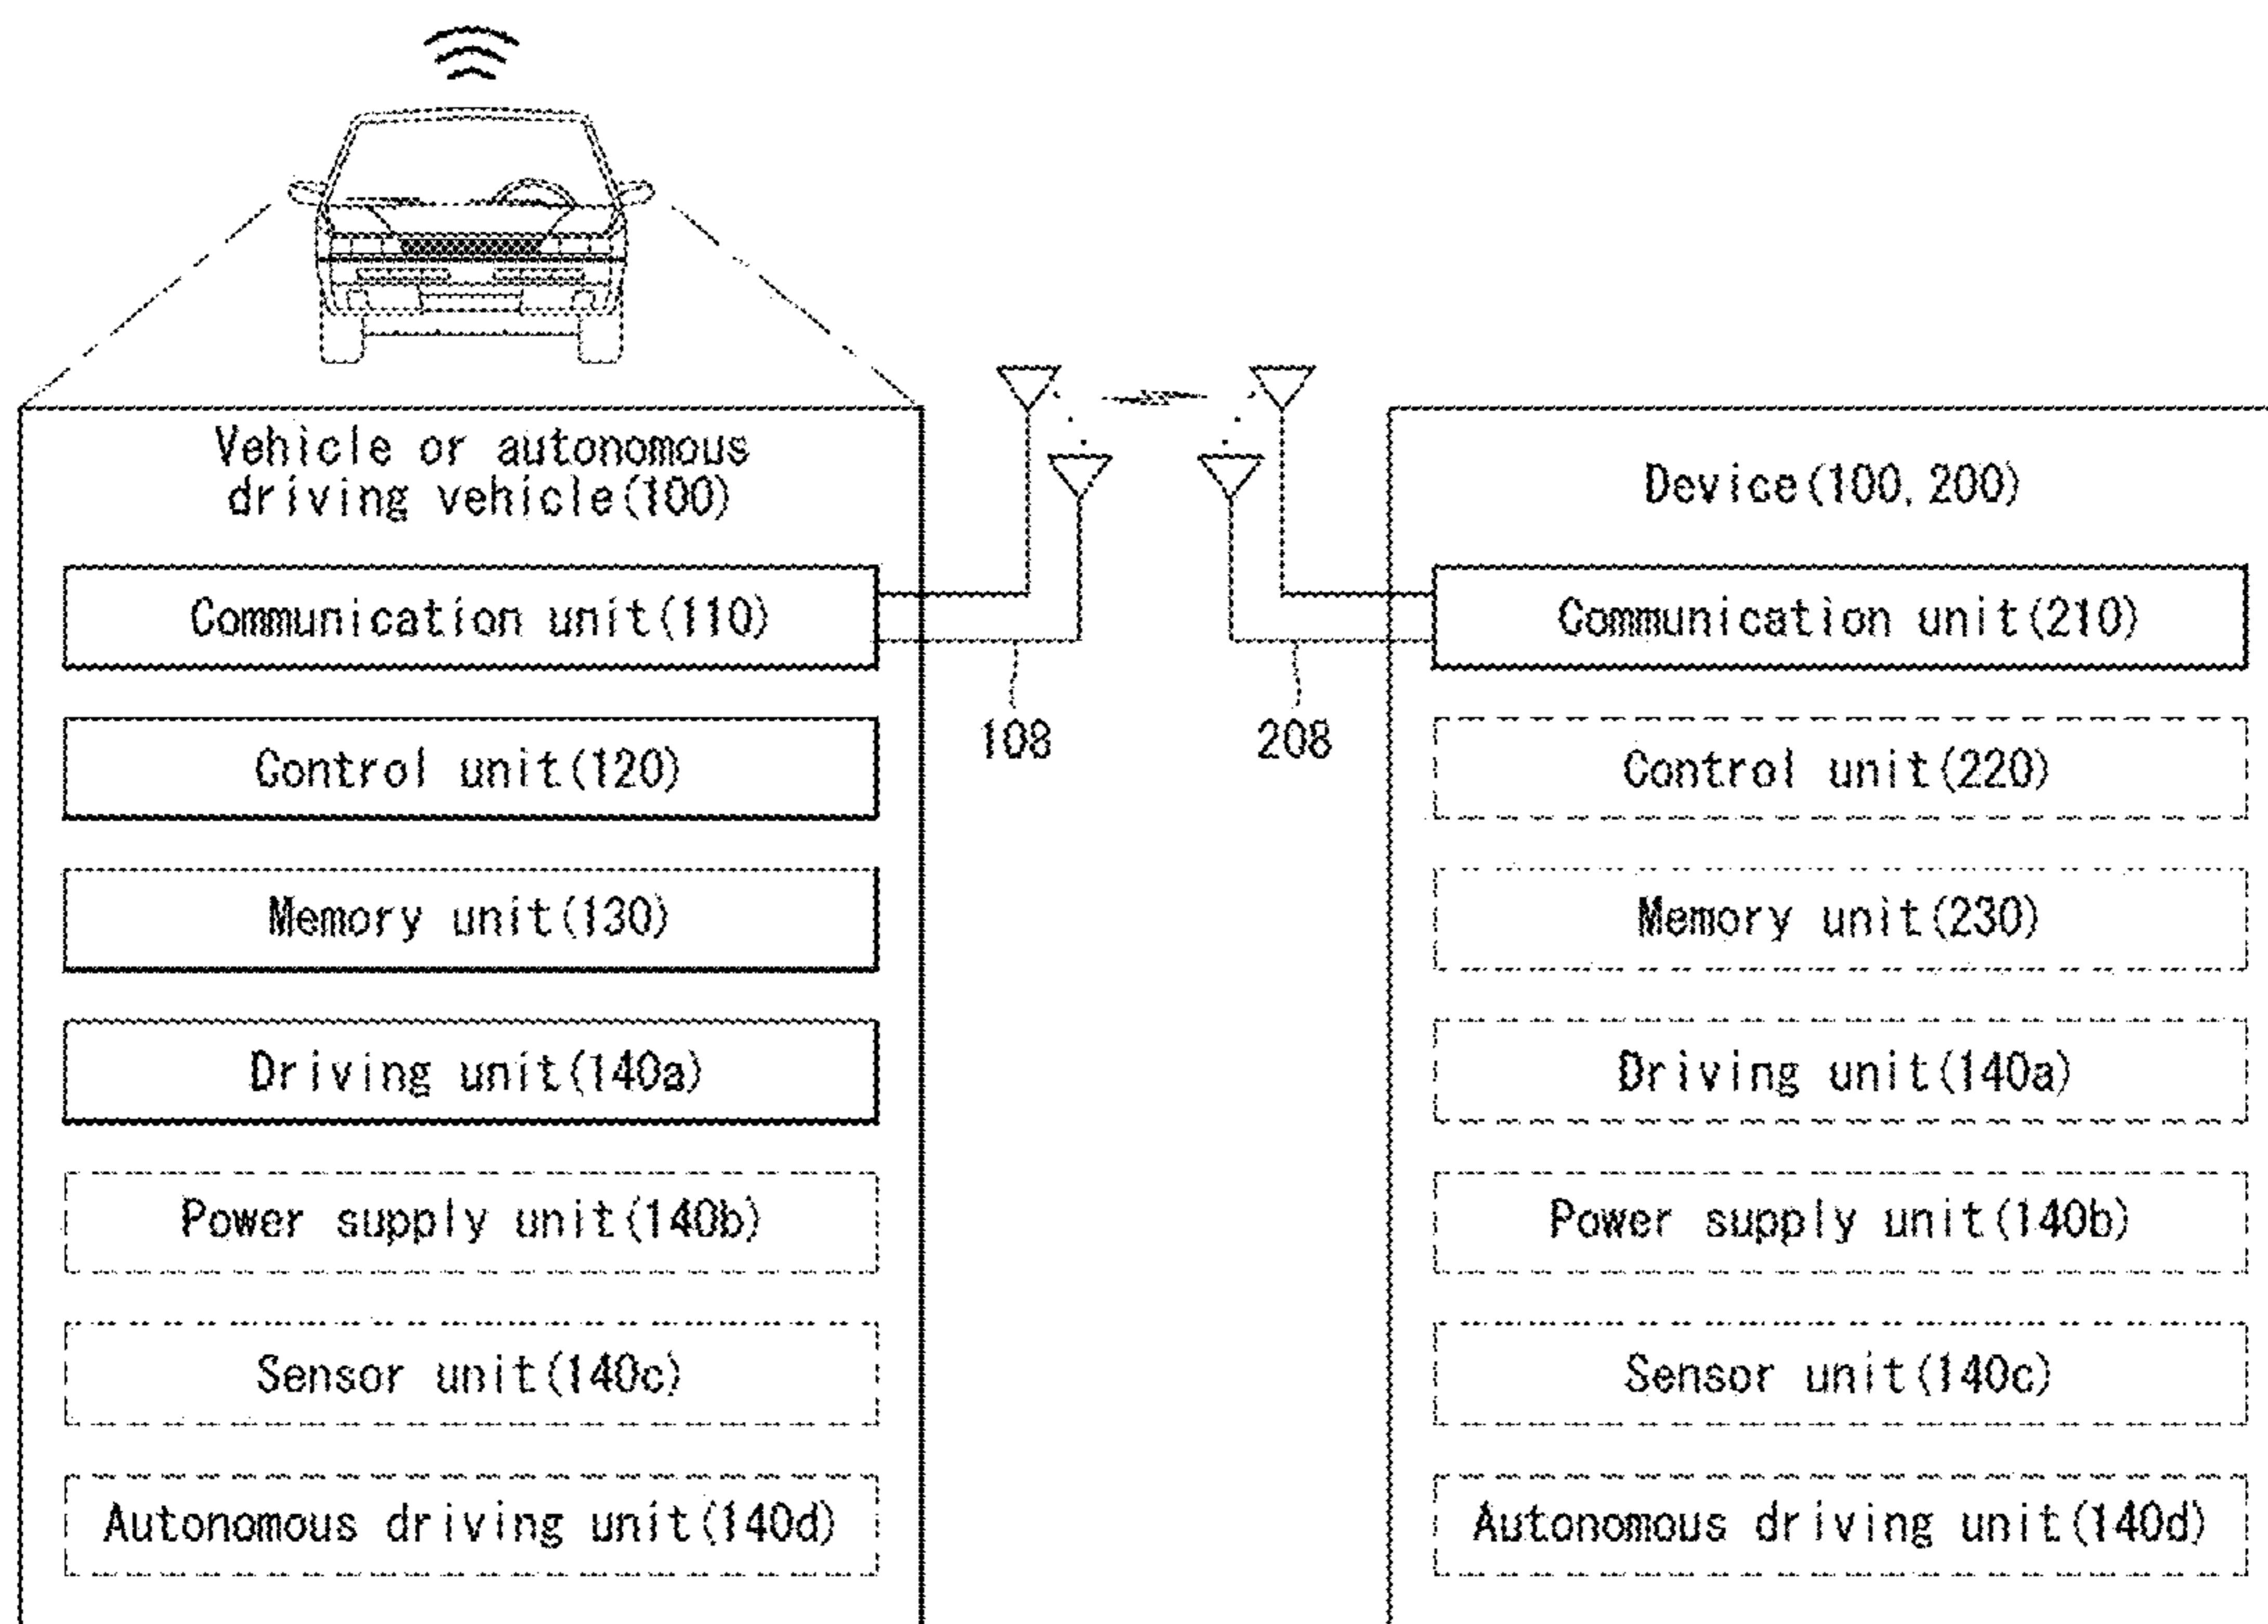 Vehicle or autonomous
driving vehicle(100)
Communication unit(110)
Control unit(120)
Memory unit(130)
Driving unit(140a)
Power supply unit(140b)
Sensor unit(140c)
Autonomous driving unit(140d)
108
208
Device(100,200)
Communication unit(210)
Control unit(220)
Memory unit(230)
Driving unit(140a)
Power supply unit(140b)
Sensor unit(140c)
Autonomous driving unit(140d)